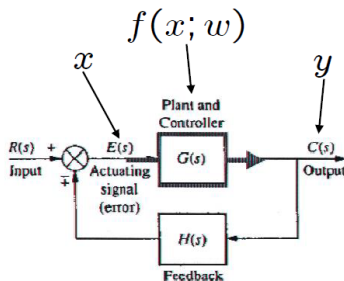 f(x; w)
x
y
Plant and
Controller
R(s) + E(s) G(s) C(s)
Input ∓ Actuating Output
signal
(error)
H(s)
Feedback